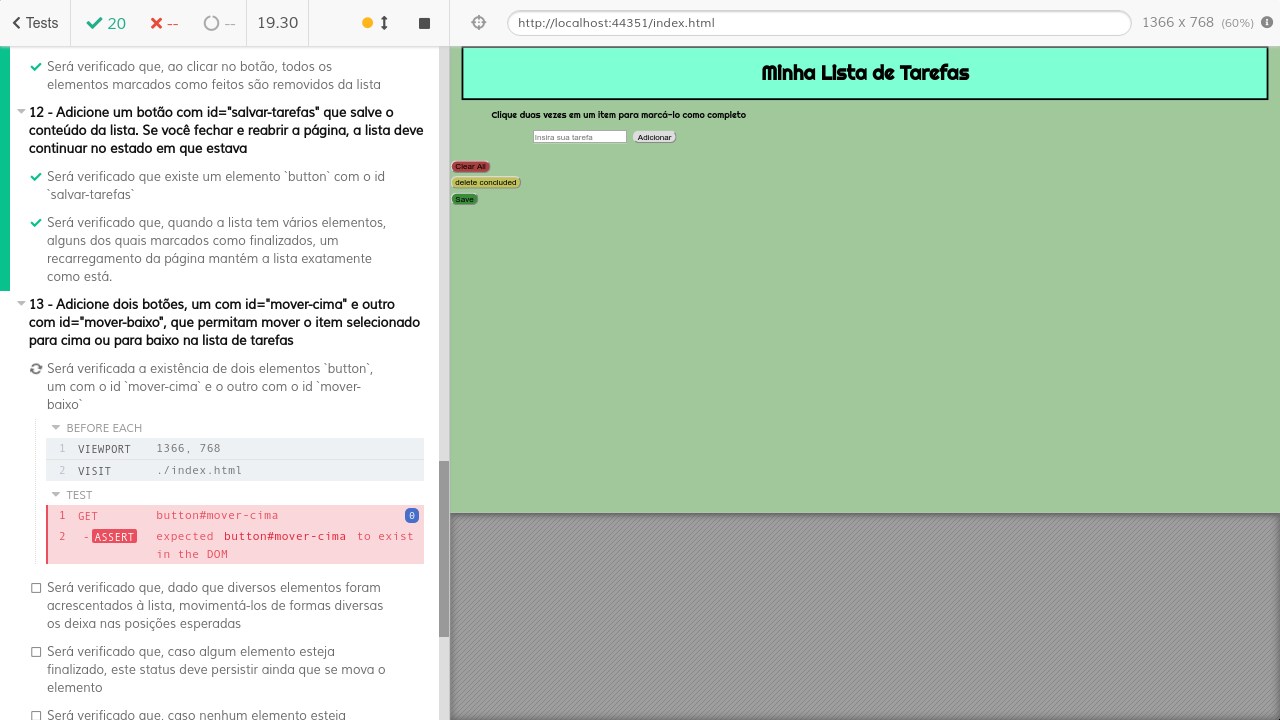 Tests
20
--
--
19.30
http://localhost:44351/index.html
1366 x 768 (60%)
Será verificado que, ao clicar no botão, todos os
elementos marcados como feitos são removidos da lista
12 - Adicione um botão com id="salvar-tarefas" que salve o
conteúdo da lista. Se você fechar e reabrir a página, a lista deve
continuar no estado em que estava
Será verificado que existe um elemento `button` com o id
`salvar-tarefas`
Será verificado que, quando a lista tem vários elementos,
alguns dos quais marcados como finalizados, um
recarregamento da página mantém a lista exatamente
como está.
13 - Adicione dois botões, um com id="mover-cima" e outro
com id="mover-baixo", que permitam mover o item selecionado
para cima ou para baixo na lista de tarefas
Será verificada a existência de dois elementos `button`,
um com o id `mover-cima` e o outro com o id `mover-
baixo`
BEFORE EACH
1 VIEWPORT 1366, 768
2 VISIT ./index.html
TEST
1 GET button#mover-cima 0
2 -ASSERT expected button#mover-cima to exist
in the DOM
Será verificado que, dado que diversos elementos foram
acrescentados à lista, movimentá-los de formas diversas
os deixa nas posições esperadas
Será verificado que, caso algum elemento esteja
finalizado, este status deve persistir ainda que se mova o
elemento
Será verificado que, caso nenhum elemento esteja
Minha Lista de Tarefas
Clique duas vezes em um item para marcá-lo como completo
Insira sua tarefa Adicionar
Clear All
delete concluded
Save